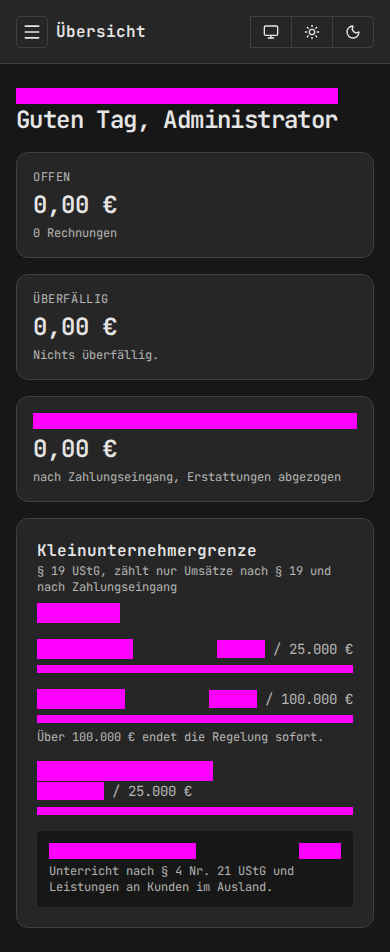 Übersicht
Guten Tag, Administrator
OFFEN
0,00 €
0 Rechnungen
ÜBERFÄLLIG
0,00 €
Nichts überfällig.
0,00 €
nach Zahlungseingang, Erstattungen abgezogen
Kleinunternehmergrenze
§ 19 UStG, zählt nur Umsätze nach § 19 und
nach Zahlungseingang
/ 25.000 €
/ 100.000 €
Über 100.000 € endet die Regelung sofort.
/ 25.000 €
Unterricht nach § 4 Nr. 21 UStG und
Leistungen an Kunden im Ausland.